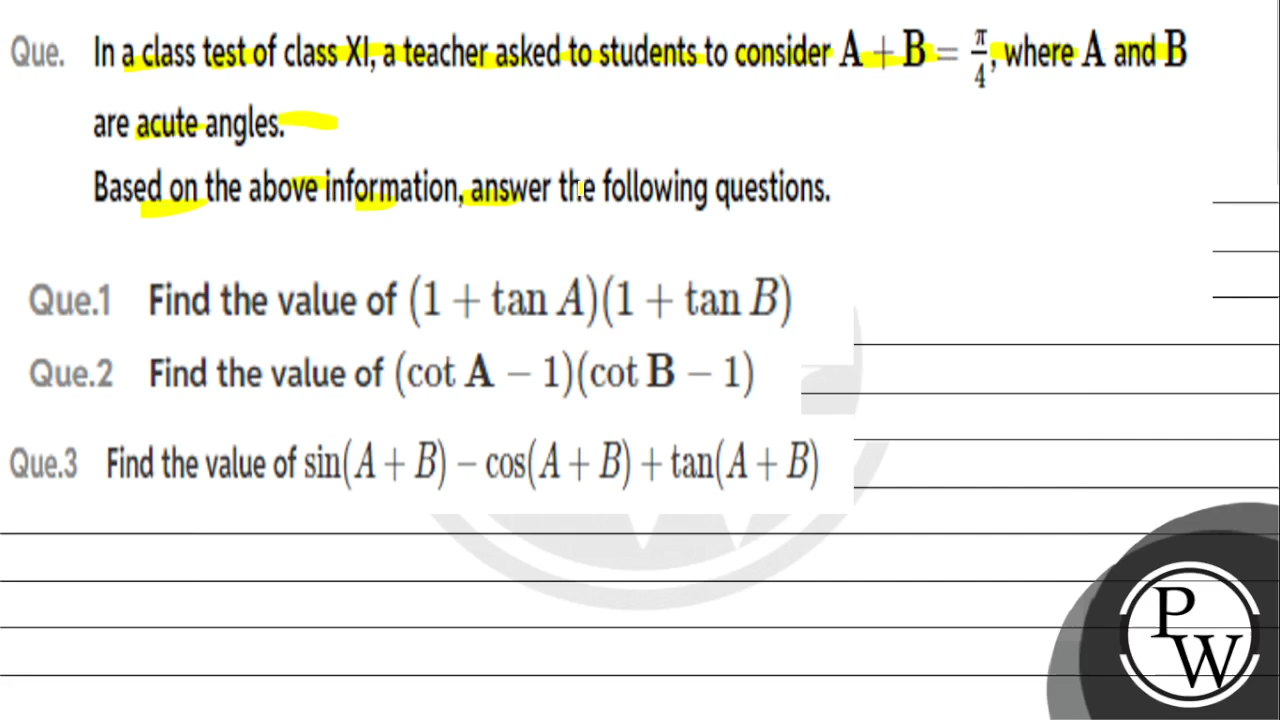 Que. In a class test of class XI, a teacher asked to students to consider A + B = π/4, where A and B
are acute angles.
Based on the above information, answer the following questions.
Que.1 Find the value of (1 + tan A)(1 + tan B)
Que.2 Find the value of (cot A − 1)(cot B − 1)
Que.3 Find the value of sin(A + B) − cos(A + B) + tan(A + B)
P
W